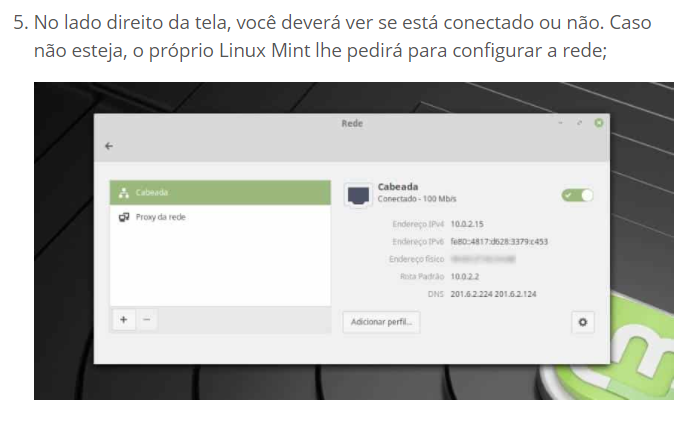 5. No lado direito da tela, você deverá ver se está conectado ou não. Caso
não esteja, o próprio Linux Mint lhe pedirá para configurar a rede;
Rede
Cabeada
Proxy da rede
Cabeada
Conectado - 100 Mb/s
Endereço IPv4 10.0.2.15
Endereço IPv6 fe80::4817:d628:3379:c453
Endereço físico
Rota Padrão 10.0.2.2
DNS 201.6.2.224 201.6.2.124
Adicionar perfil...